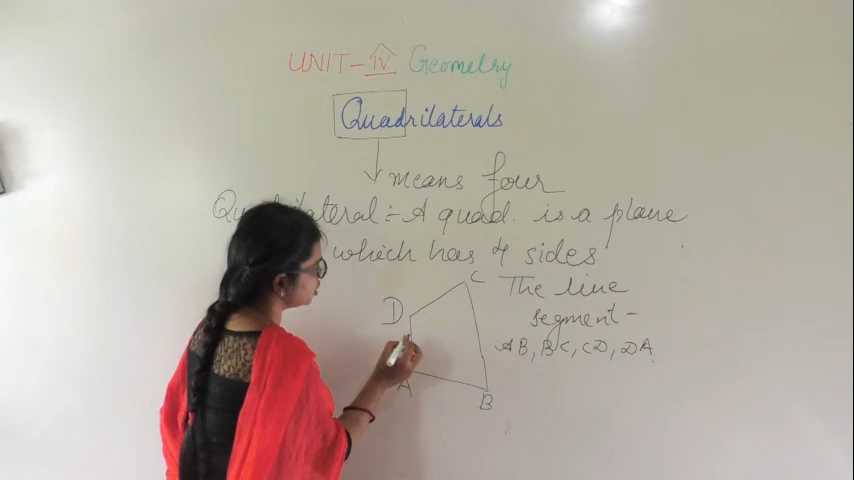 UNIT-IV Geometry
Quadrilaterals
means four
Quadrilateral :- A quad. is a plane
which has 4 sides.
C
The line
D
segment -
AB, BC, CD, DA
A
B